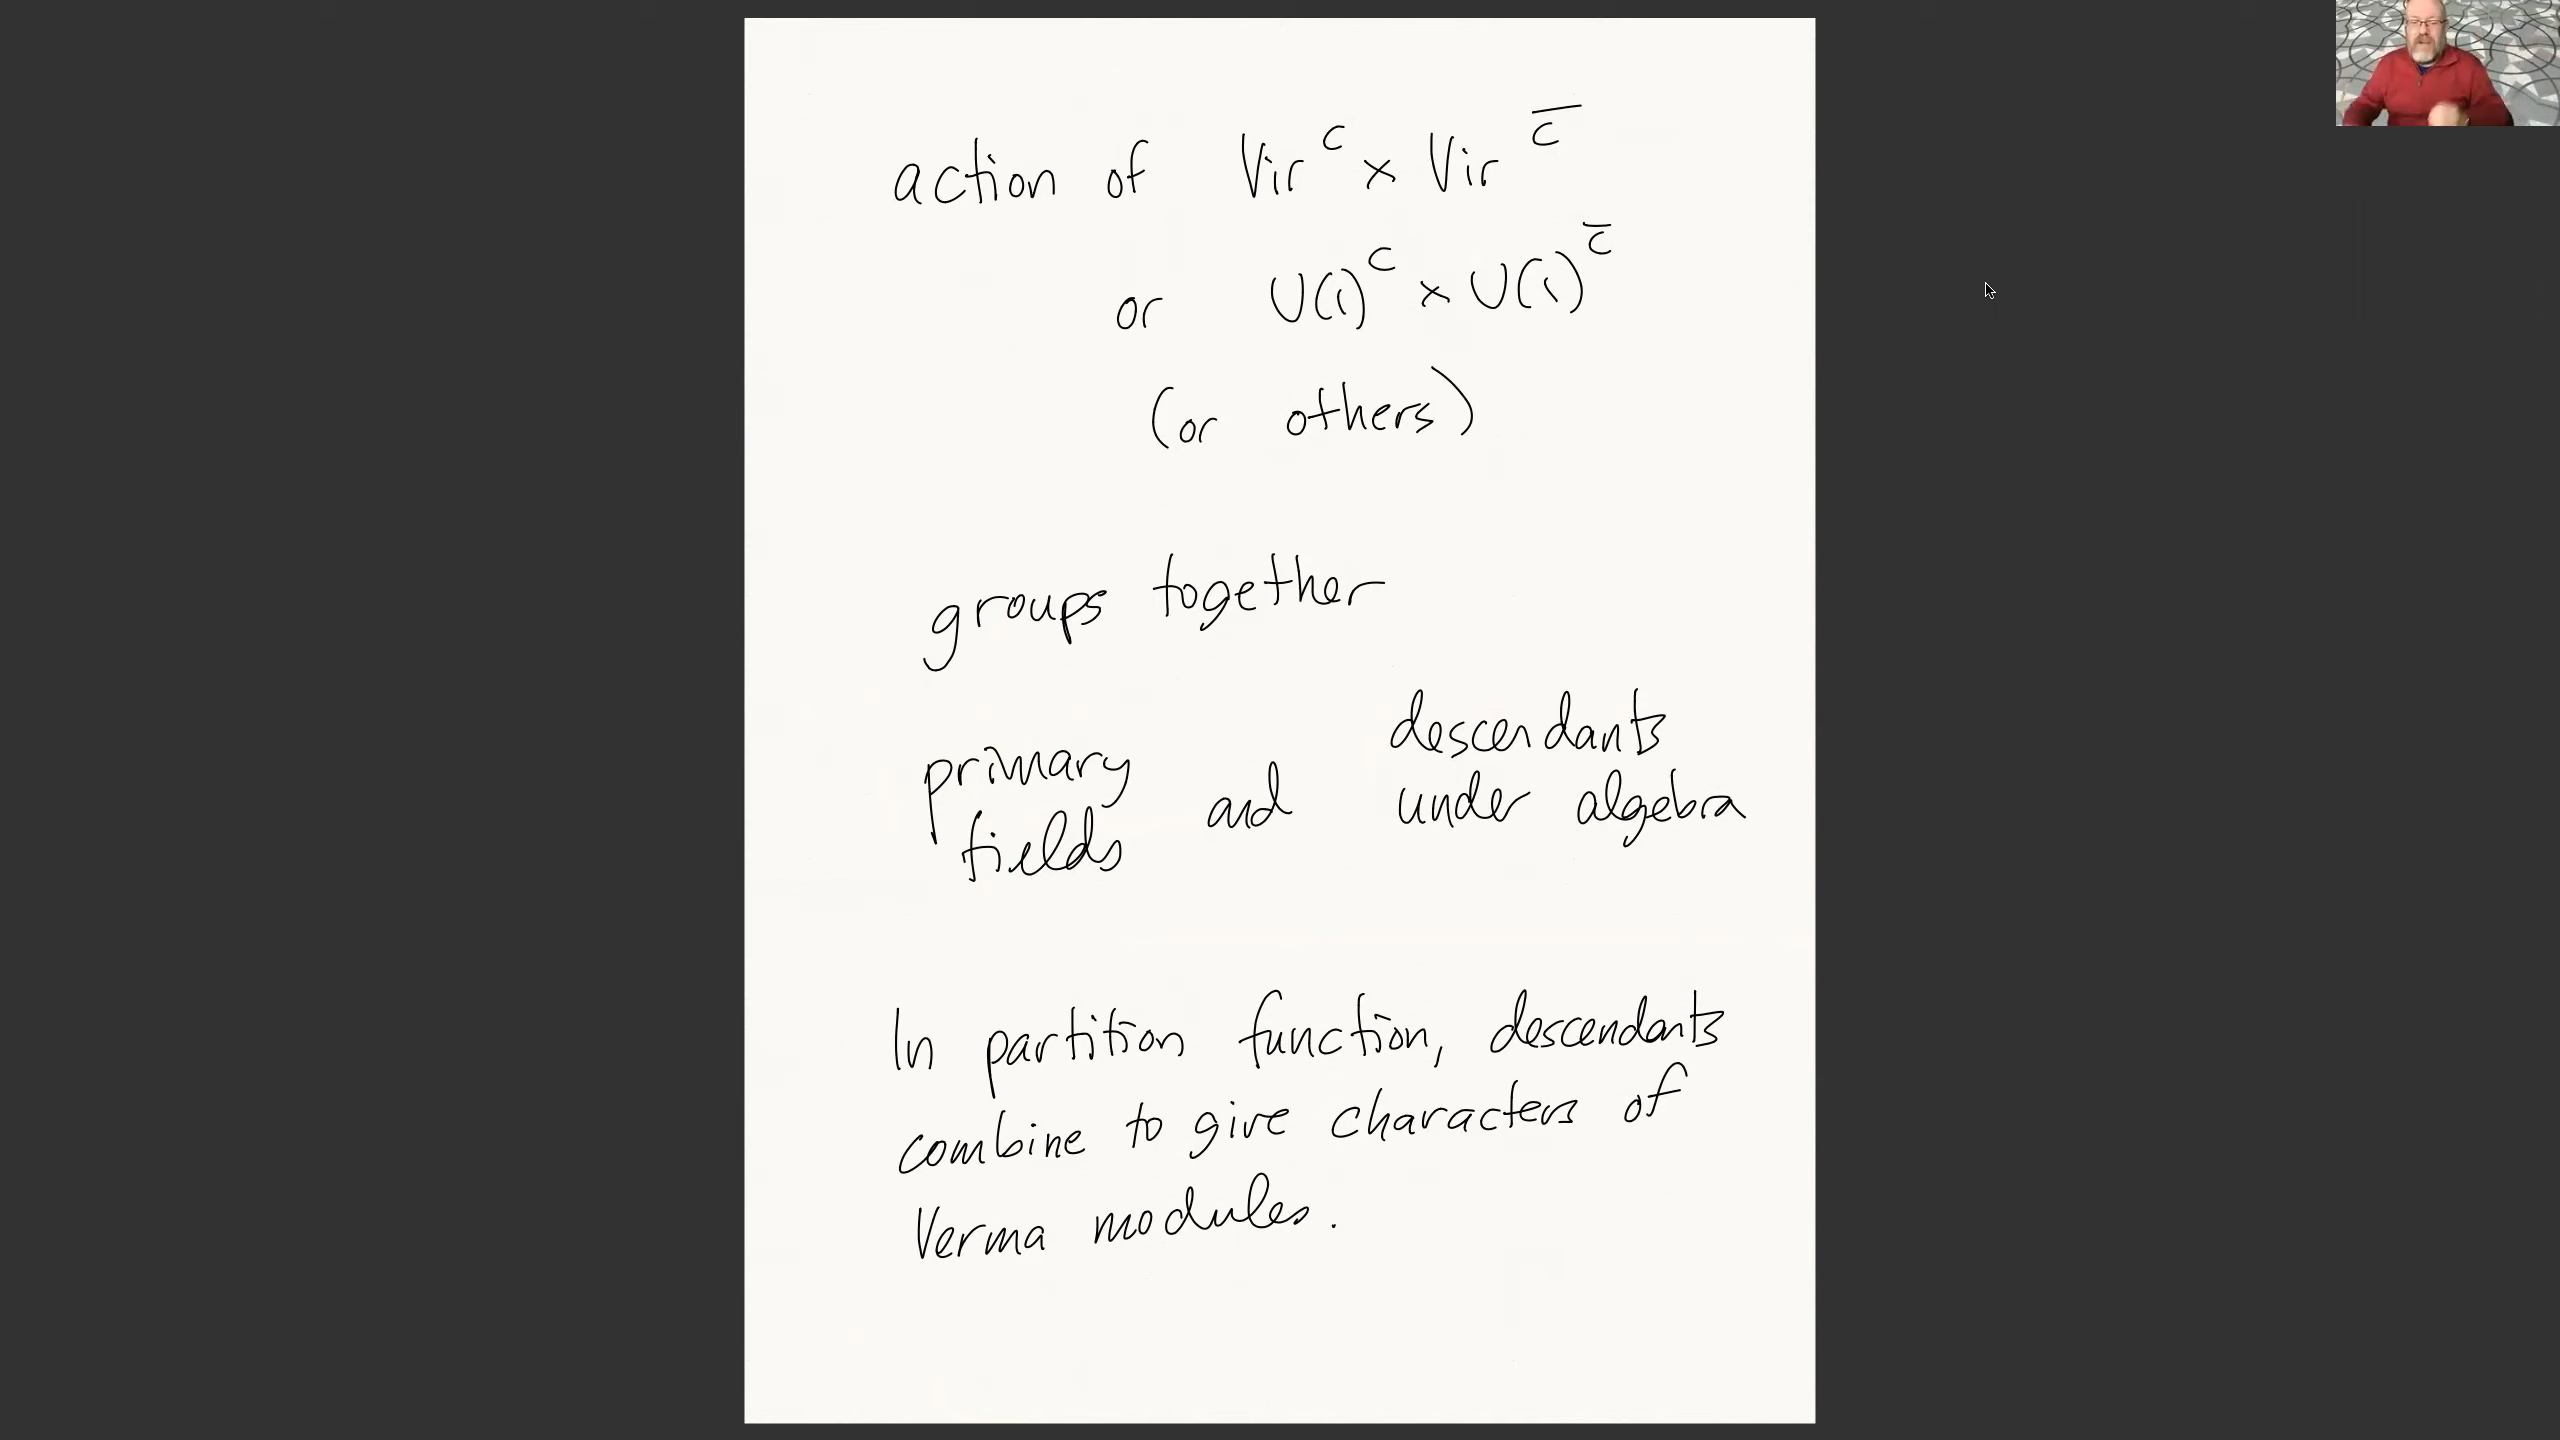 action of Vir^c × Vir^c̄
or U(1)^c × U(1)^c̄
(or others)
groups together
primary fields and descendants under algebra
In partition function, descendants
combine to give characters of
Verma modules.